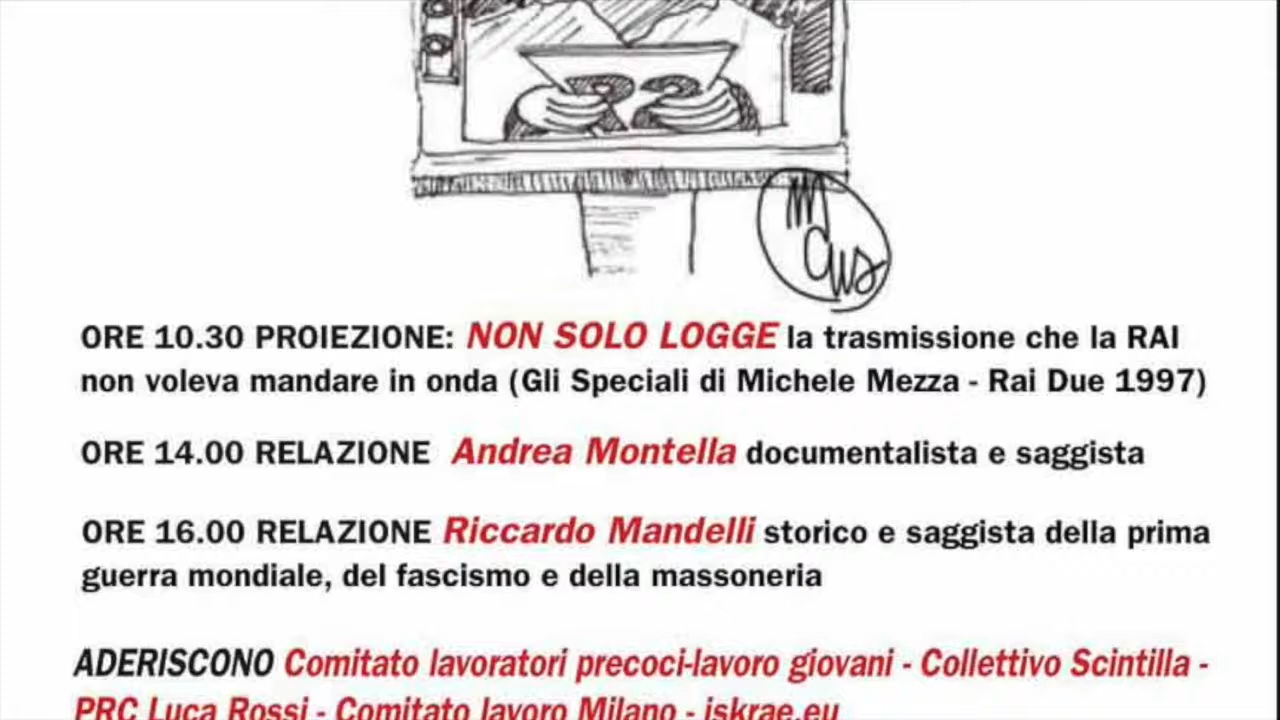 ORE 10.30 PROIEZIONE: NON SOLO LOGGE la trasmissione che la RAI
non voleva mandare in onda (Gli Speciali di Michele Mezza - Rai Due 1997)
ORE 14.00 RELAZIONE Andrea Montella documentalista e saggista
ORE 16.00 RELAZIONE Riccardo Mandelli storico e saggista della prima
guerra mondiale, del fascismo e della massoneria
ADERISCONO Comitato lavoratori precoci-lavoro giovani - Collettivo Scintilla -
PRC Luca Rossi - Comitato lavoro Milano - iskrae.eu